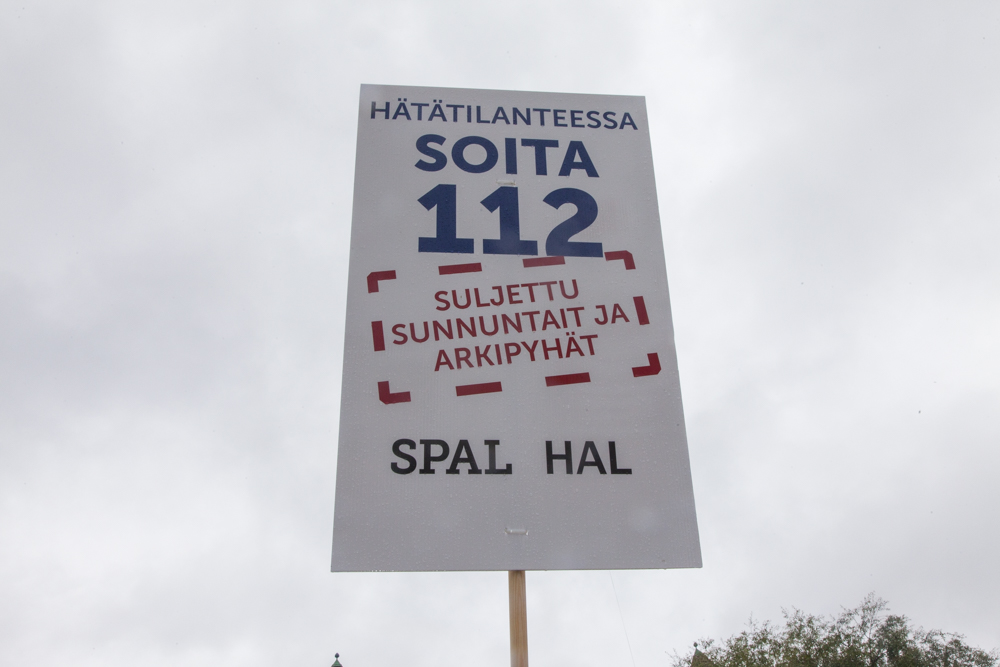 HÄTÄTILANTEESSA
SOITA
112
SULJETTU
SUNNUNTAIT JA
ARKIPYHÄT
SPAL HAL